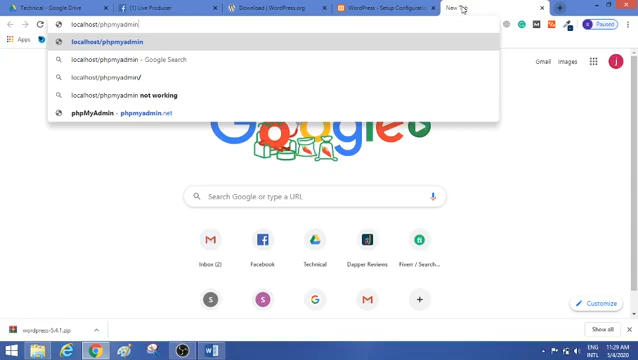 Technical - Google Drive
(1) Live Producer
Download | WordPress.org
WordPress › Setup Configuratio
New Tab
localhost/phpmyadmin
Paused
Apps
localhost/phpmyadmin
localhost/phpmyadmin - Google Search
localhost/phpmyadmin/
localhost/phpmyadmin not working
phpMyAdmin - phpmyadmin.net
Gmail
Images
j
Google
Search Google or type a URL
Inbox (2)
Facebook
Technical
Dapper Reviews
Fiverr / Search...
S
S
Customize
wordpress-5.4.1.zip
Show all
ENG
INTL
11:29 AM
5/4/2020